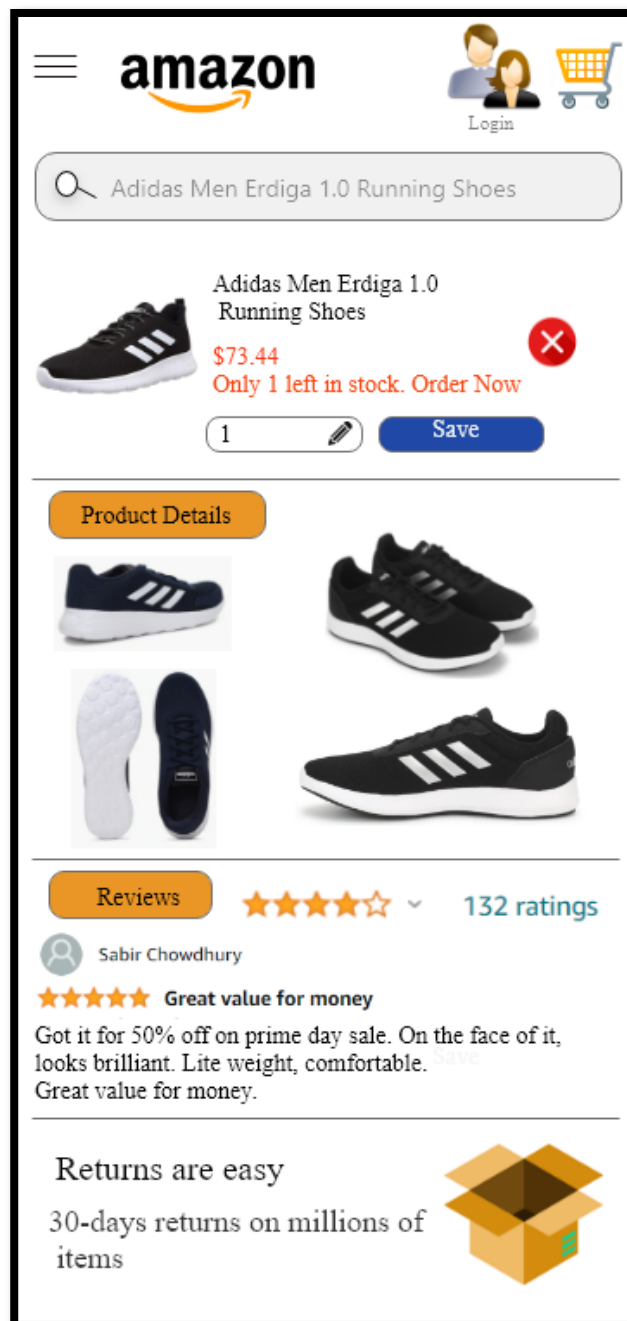 amazon
Login
Adidas Men Erdiga 1.0 Running Shoes
Adidas Men Erdiga 1.0
Running Shoes
$73.44
Only 1 left in stock. Order Now
1
Save
Product Details
Reviews
132 ratings
Sabir Chowdhury
Great value for money
Got it for 50% off on prime day sale. On the face of it,
looks brilliant. Lite weight, comfortable.
Save
Great value for money.
Returns are easy
30-days returns on millions of
items